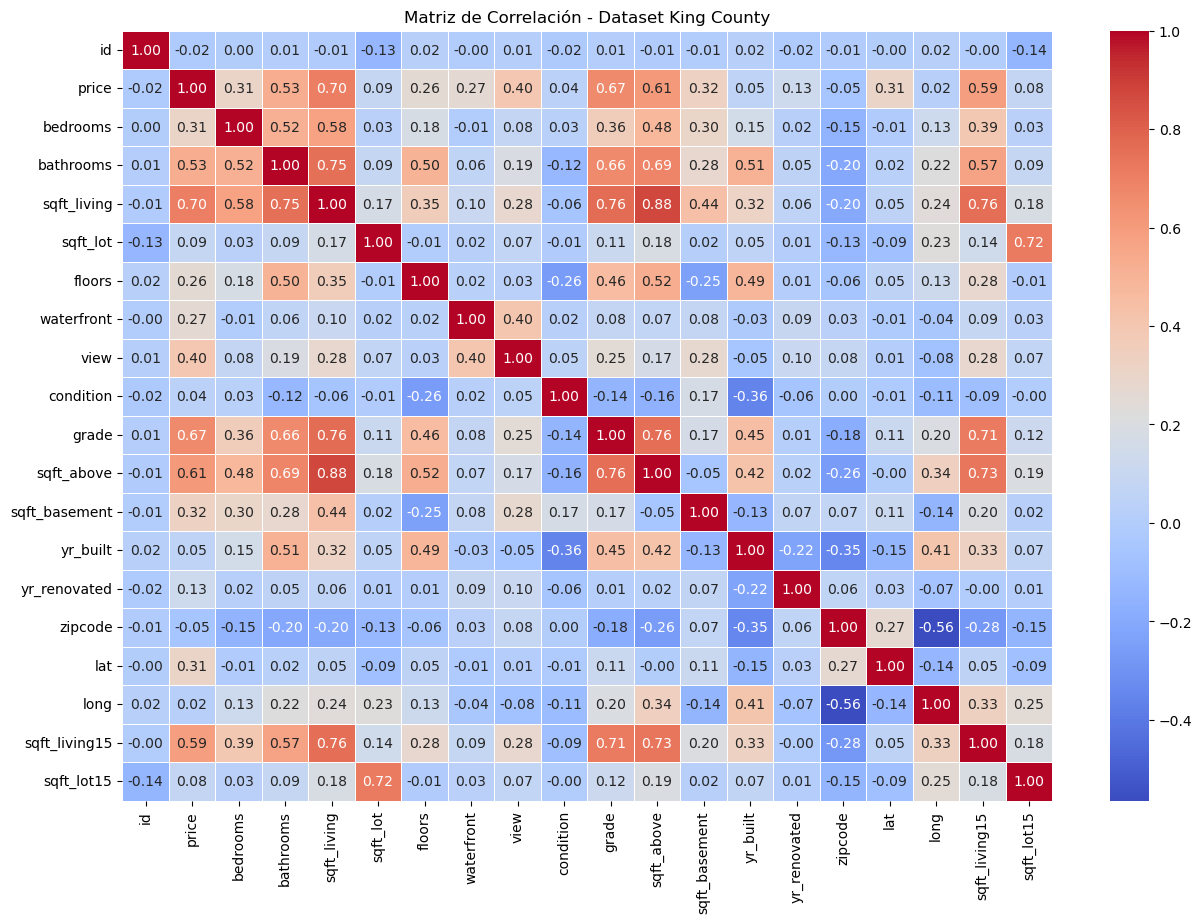 Matriz de Correlación - Dataset King County
id 1.00 -0.02 0.00 0.01 -0.01 -0.13 0.02 -0.00 0.01 -0.02 0.01 -0.01 -0.01 0.02 -0.02 -0.01 -0.00 0.02 -0.00 -0.14
price -0.02 1.00 0.31 0.53 0.70 0.09 0.26 0.27 0.40 0.04 0.67 0.61 0.32 0.05 0.13 -0.05 0.31 0.02 0.59 0.08
bedrooms 0.00 0.31 1.00 0.52 0.58 0.03 0.18 -0.01 0.08 0.03 0.36 0.48 0.30 0.15 0.02 -0.15 -0.01 0.13 0.39 0.03
bathrooms 0.01 0.53 0.52 1.00 0.75 0.09 0.50 0.06 0.19 -0.12 0.66 0.69 0.28 0.51 0.05 -0.20 0.02 0.22 0.57 0.09
sqft_living -0.01 0.70 0.58 0.75 1.00 0.17 0.35 0.10 0.28 -0.06 0.76 0.88 0.44 0.32 0.06 -0.20 0.05 0.24 0.76 0.18
sqft_lot -0.13 0.09 0.03 0.09 0.17 1.00 -0.01 0.02 0.07 -0.01 0.11 0.18 0.02 0.05 0.01 -0.13 -0.09 0.23 0.14 0.72
floors 0.02 0.26 0.18 0.50 0.35 -0.01 1.00 0.02 0.03 -0.26 0.46 0.52 -0.25 0.49 0.01 -0.06 0.05 0.13 0.28 -0.01
waterfront -0.00 0.27 -0.01 0.06 0.10 0.02 0.02 1.00 0.40 0.02 0.08 0.07 0.08 -0.03 0.09 0.03 -0.01 -0.04 0.09 0.03
view 0.01 0.40 0.08 0.19 0.28 0.07 0.03 0.40 1.00 0.05 0.25 0.17 0.28 -0.05 0.10 0.08 0.01 -0.08 0.28 0.07
condition -0.02 0.04 0.03 -0.12 -0.06 -0.01 -0.26 0.02 0.05 1.00 -0.14 -0.16 0.17 -0.36 -0.06 0.00 -0.01 -0.11 -0.09 -0.00
grade 0.01 0.67 0.36 0.66 0.76 0.11 0.46 0.08 0.25 -0.14 1.00 0.76 0.17 0.45 0.01 -0.18 0.11 0.20 0.71 0.12
sqft_above -0.01 0.61 0.48 0.69 0.88 0.18 0.52 0.07 0.17 -0.16 0.76 1.00 -0.05 0.42 0.02 -0.26 -0.00 0.34 0.73 0.19
sqft_basement -0.01 0.32 0.30 0.28 0.44 0.02 -0.25 0.08 0.28 0.17 0.17 -0.05 1.00 -0.13 0.07 0.07 0.11 -0.14 0.20 0.02
yr_built 0.02 0.05 0.15 0.51 0.32 0.05 0.49 -0.03 -0.05 -0.36 0.45 0.42 -0.13 1.00 -0.22 -0.35 -0.15 0.41 0.33 0.07
yr_renovated -0.02 0.13 0.02 0.05 0.06 0.01 0.01 0.09 0.10 -0.06 0.01 0.02 0.07 -0.22 1.00 0.06 0.03 -0.07 -0.00 0.01
zipcode -0.01 -0.05 -0.15 -0.20 -0.20 -0.13 -0.06 0.03 0.08 0.00 -0.18 -0.26 0.07 -0.35 0.06 1.00 0.27 -0.56 -0.28 -0.15
lat -0.00 0.31 -0.01 0.02 0.05 -0.09 0.05 -0.01 0.01 -0.01 0.11 -0.00 0.11 -0.15 0.03 0.27 1.00 -0.14 0.05 -0.09
long 0.02 0.02 0.13 0.22 0.24 0.23 0.13 -0.04 -0.08 -0.11 0.20 0.34 -0.14 0.41 -0.07 -0.56 -0.14 1.00 0.33 0.25
sqft_living15 -0.00 0.59 0.39 0.57 0.76 0.14 0.28 0.09 0.28 -0.09 0.71 0.73 0.20 0.33 -0.00 -0.28 0.05 0.33 1.00 0.18
sqft_lot15 -0.14 0.08 0.03 0.09 0.18 0.72 -0.01 0.03 0.07 -0.00 0.12 0.19 0.02 0.07 0.01 -0.15 -0.09 0.25 0.18 1.00
id price bedrooms bathrooms sqft_living sqft_lot floors waterfront view condition grade sqft_above sqft_basement yr_built yr_renovated zipcode lat long sqft_living15 sqft_lot15
1.0
0.8
0.6
0.4
0.2
0.0
−0.2
−0.4